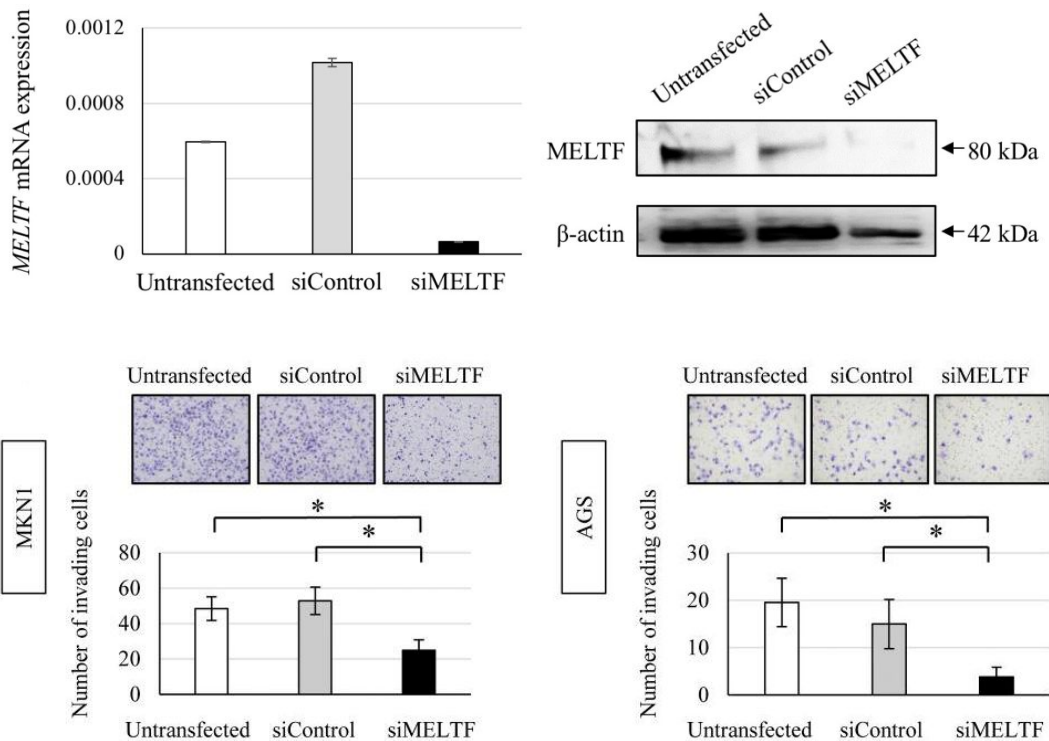 MELTF mRNA expression
0.0012
0.0008
0.0004
0
Untransfected siControl siMELTF
Untransfected
siControl
siMELTF
MELTF
80 kDa
β-actin
42 kDa
MKN1
Untransfected siControl siMELTF
Number of invading cells
*
*
80
60
40
20
0
Untransfected siControl siMELTF
AGS
Untransfected siControl siMELTF
Number of invading cells
*
*
30
20
10
0
Untransfected siControl siMELTF